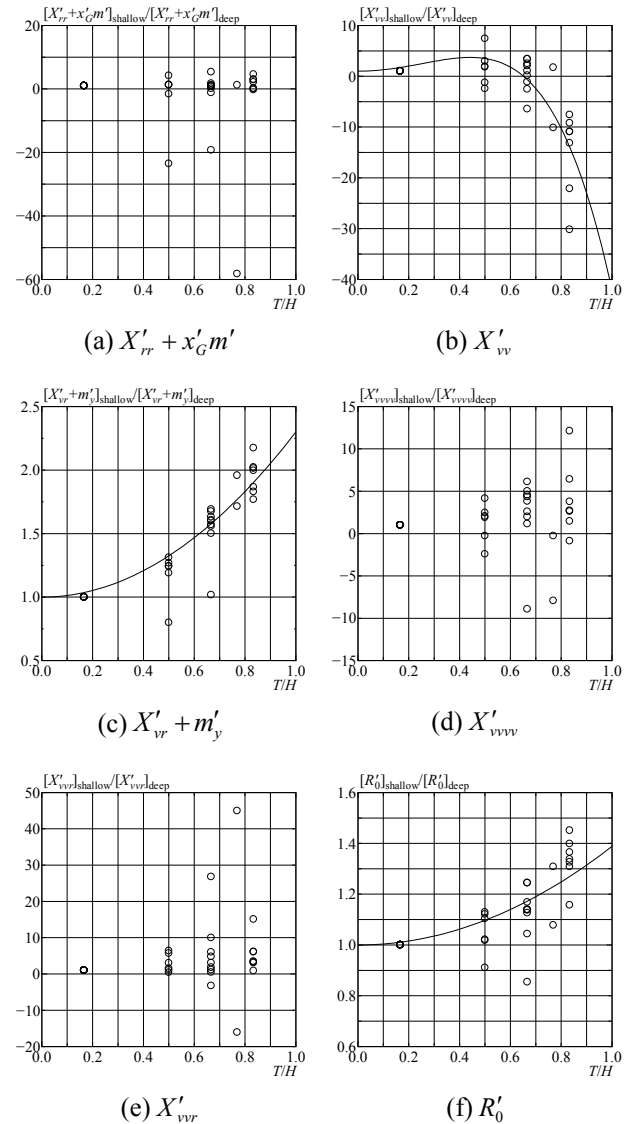 [X′rr+x′Gm′]shallow/[X′rr+x′Gm′]deep
20
0
−20
−40
−60
0.0 0.2 0.4 0.6 0.8 1.0
T/H
(a) X′rr + x′Gm′
[X′vv]shallow/[X′vv]deep
10
0
−10
−20
−30
−40
0.0 0.2 0.4 0.6 0.8 1.0
T/H
(b) X′vv
[X′vr+m′y]shallow/[X′vr+m′y]deep
2.5
2.0
1.5
1.0
0.5
0.0 0.2 0.4 0.6 0.8 1.0
T/H
(c) X′vr + m′y
[X′vvvv]shallow/[X′vvvv]deep
15
10
5
0
−5
−10
−15
0.0 0.2 0.4 0.6 0.8 1.0
T/H
(d) X′vvvv
[X′vvr]shallow/[X′vvr]deep
50
40
30
20
10
0
−10
−20
0.0 0.2 0.4 0.6 0.8 1.0
T/H
(e) X′vvr
[R′0]shallow/[R′0]deep
1.6
1.4
1.2
1.0
0.8
0.6
0.0 0.2 0.4 0.6 0.8 1.0
T/H
(f) R′0